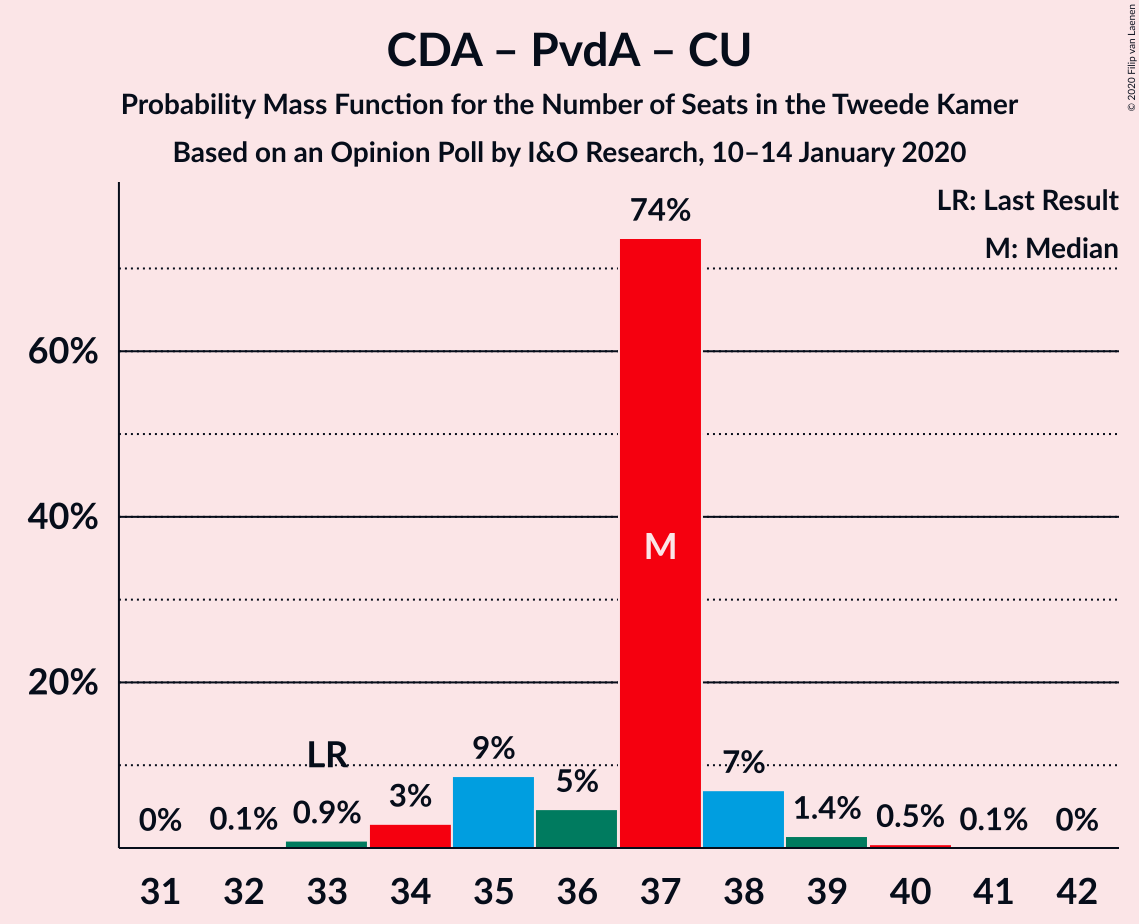 CDA – PvdA – CU
Probability Mass Function for the Number of Seats in the Tweede Kamer
Based on an Opinion Poll by I&O Research, 10–14 January 2020
© 2020 Filip van Laenen
LR: Last Result
M: Median
74%
60%
40%
M
20%
LR
9%
7%
5%
3%
0%
0.1%
0.9%
1.4%
0.5%
0.1%
0%
31 32 33 34 35 36 37 38 39 40 41 42